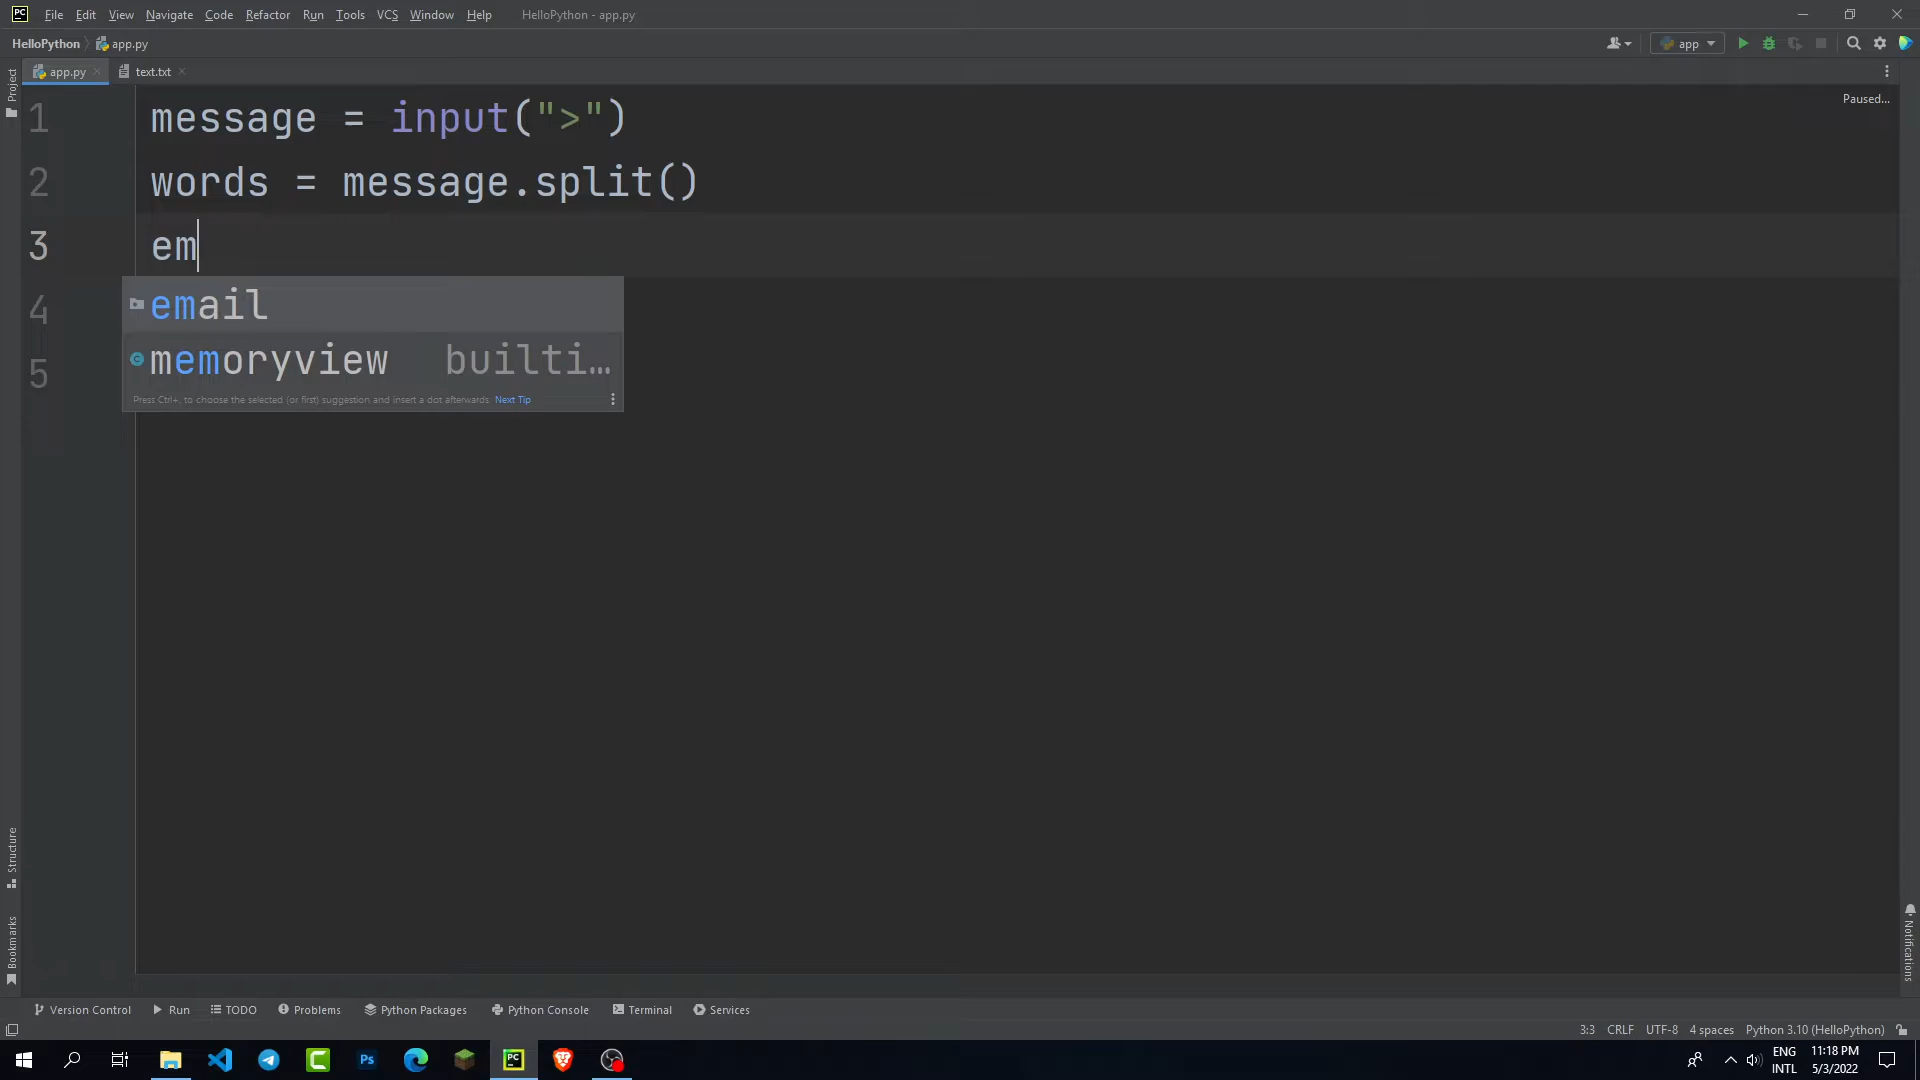 PC File Edit View Navigate Code Refactor Run Tools VCS Window Help HelloPython - app.py
HelloPython app.py app
app.py text.txt
Project
Paused...
1 message = input(">")
2 words = message.split()
3 em
4
5
email
memoryview builti...
Press Ctrl+. to choose the selected (or first) suggestion and insert a dot afterwards Next Tip
Structure
Bookmarks
Notifications
Version Control Run TODO Problems Python Packages Python Console Terminal Services
3:3 CRLF UTF-8 4 spaces Python 3.10 (HelloPython)
Ps PC ENG 11:18 PM
INTL 5/3/2022